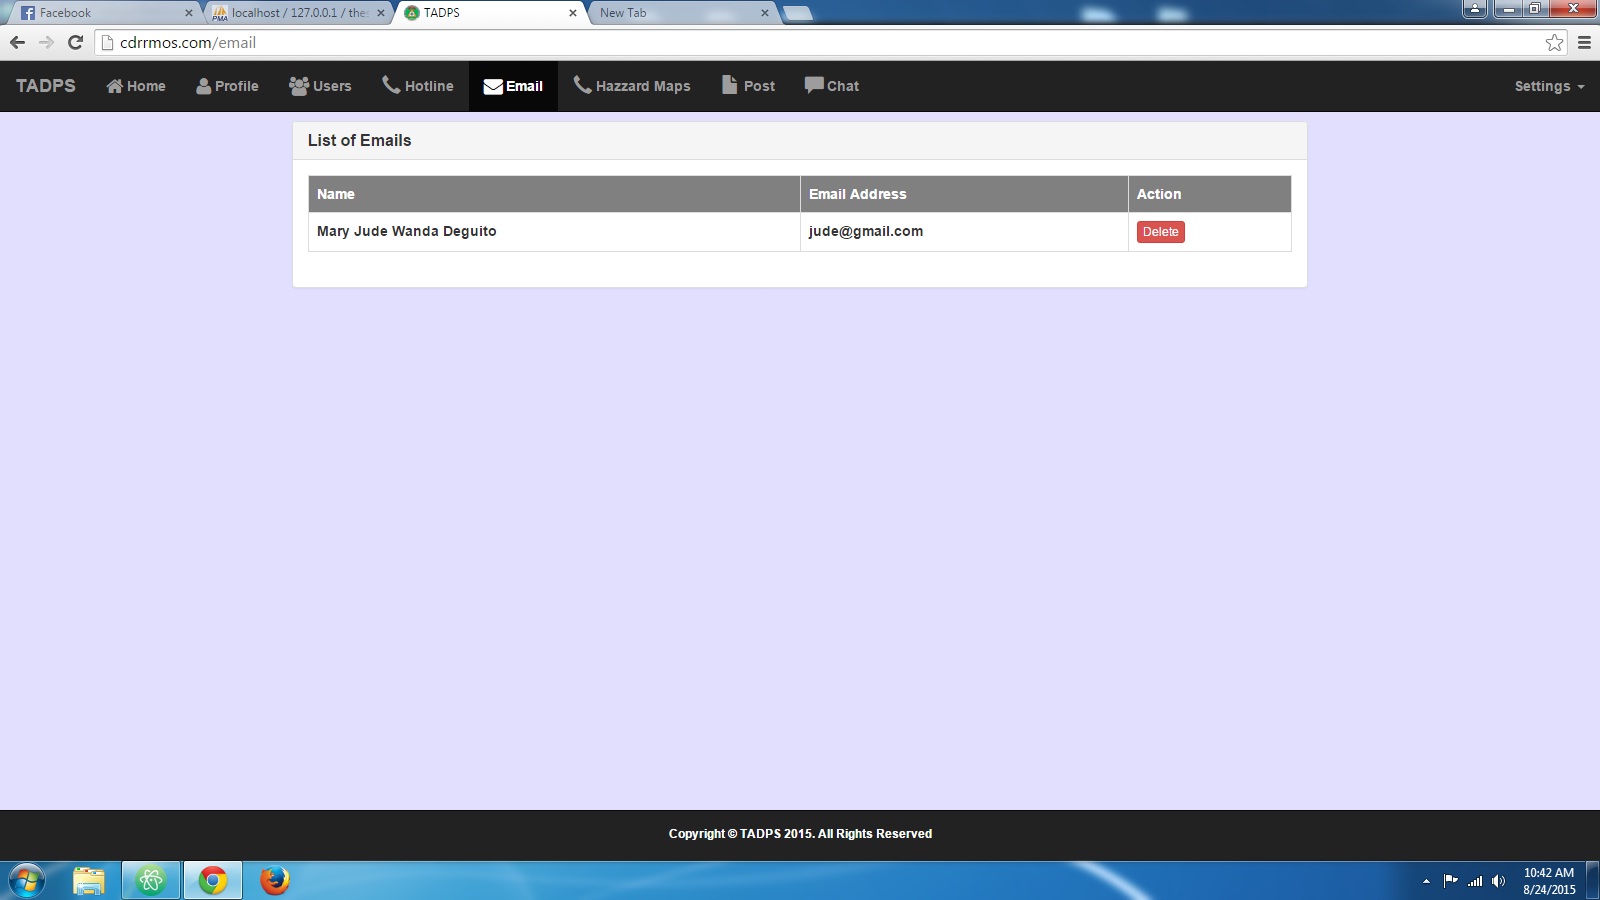 Facebook
localhost / 127.0.0.1 / thes
TADPS
New Tab
cdrrmos.com/email
TADPS Home Profile Users Hotline Email Hazzard Maps Post Chat Settings
List of Emails
Name Email Address Action
Mary Jude Wanda Deguito jude@gmail.com Delete
Copyright © TADPS 2015. All Rights Reserved
10:42 AM
8/24/2015